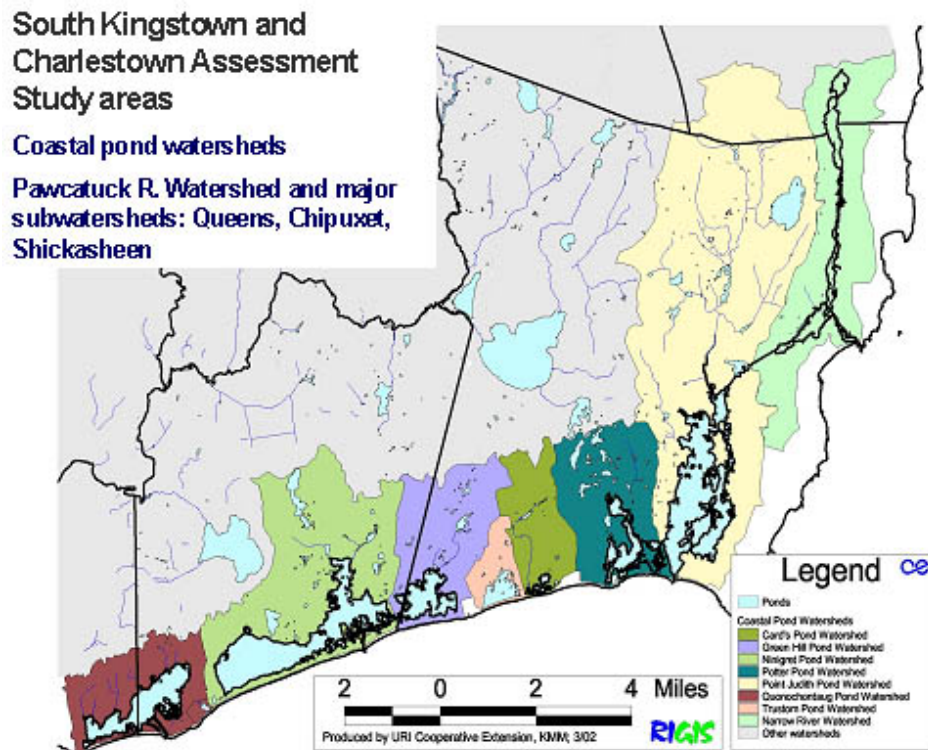 South Kingstown and
Charlestown Assessment
Study areas
Coastal pond watersheds
Pawcatuck R. Watershed and major
subwatersheds: Queens, Chipuxet,
Shickasheen
Legend ce
Ponds
Coastal Pond Watersheds
Card's Pond Watershed
Green Hill Pond Watershed
Ninigret Pond Watershed
Potter Pond Watershed
Point Judith Pond Watershed
Quonochontaug Pond Watershed
Trustom Pond Watershed
Narrow River Watershed
Other watersheds
2 0 2 4 Miles
Produced by URI Cooperative Extension, KMM; 3/02
RIGIS